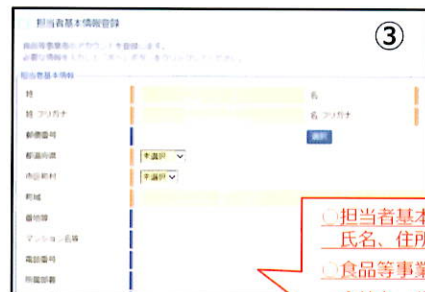 担当者基本情報登録
③
担当者基本情報
姓
名
姓 フリガナ
名 フリガナ
郵便番号
選択
都道府県
未選択
市区町村
未選択
町域
番地等
マンション名等
電話番号
所属部署
○担当者基本
氏名、住所
○食品等事業